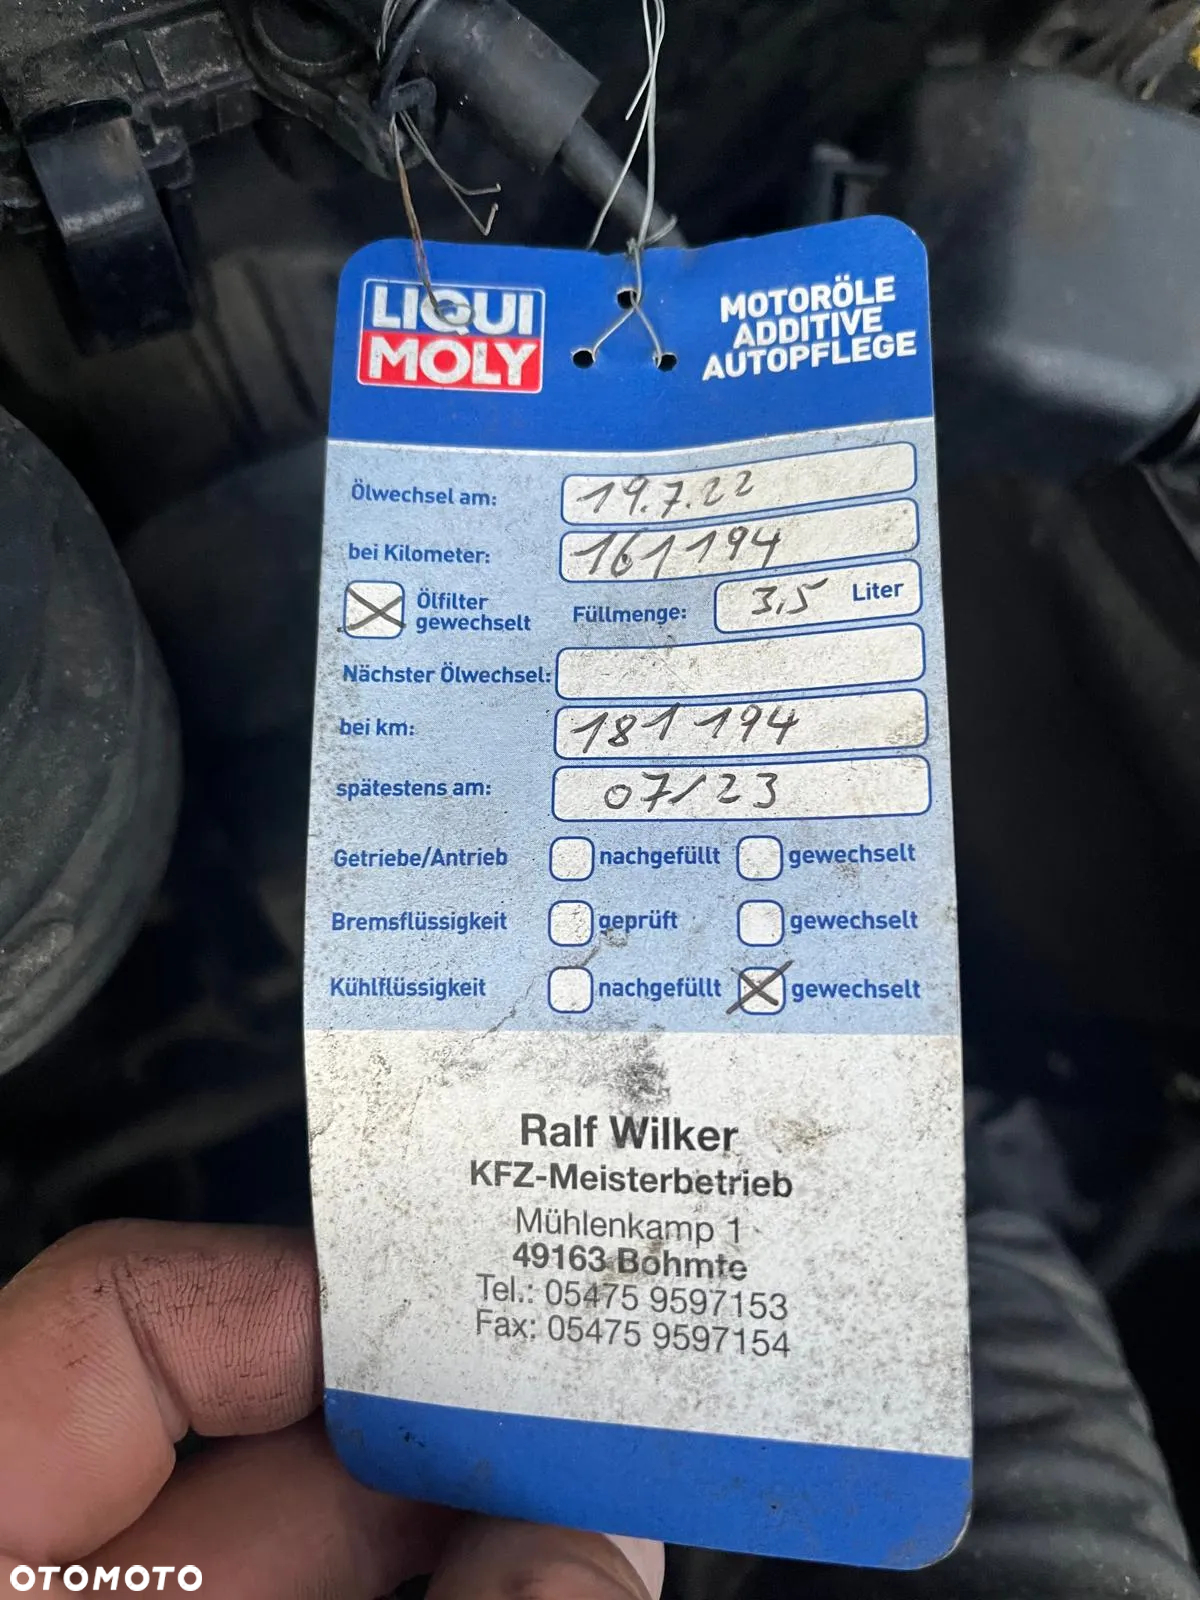 LIQUI
MOLY
MOTORÖLE
ADDITIVE
AUTOPFLEGE
Ölwechsel am: 19.7.22
bei Kilometer: 161194
Ölfilter
gewechselt
Füllmenge: 3,5 Liter
Nächster Ölwechsel:
bei km: 181194
spätestens am: 07/23
Getriebe/Antrieb nachgefüllt gewechselt
Bremsflüssigkeit geprüft gewechselt
Kühlflüssigkeit nachgefüllt gewechselt
Ralf Wilker
KFZ-Meisterbetrieb
Mühlenkamp 1
49163 Bohmte
Tel.: 05475 9597153
Fax: 05475 9597154
OTOMOTO